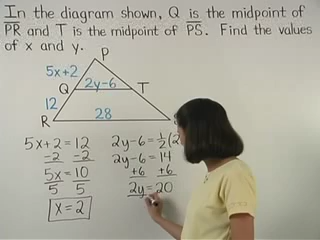 In the diagram shown, Q is the midpoint
of PR and T is the midpoint of PS. Find the values
of x and y.
P
5x+2
Q 2y-6 T
12
R 28
5x+2=12
-2 -2
5x=10
5 5
x=2
2y-6=½(2
2y-6=14
+6 +6
2y=20